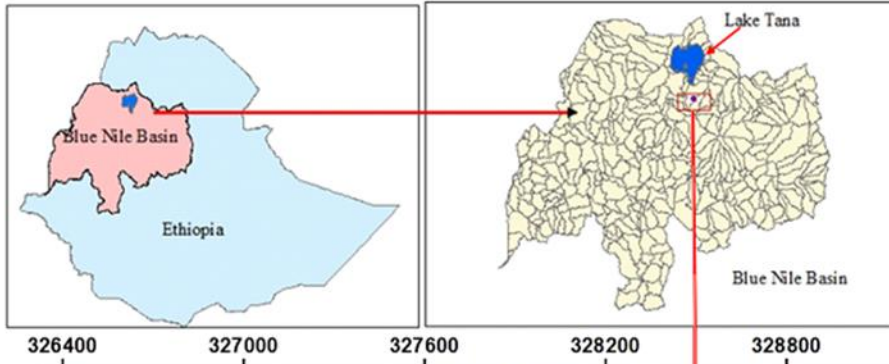 Lake Tana
Blue Nile Basin
Ethiopia
Blue Nile Basin
326400 327000 327600 328200 328800